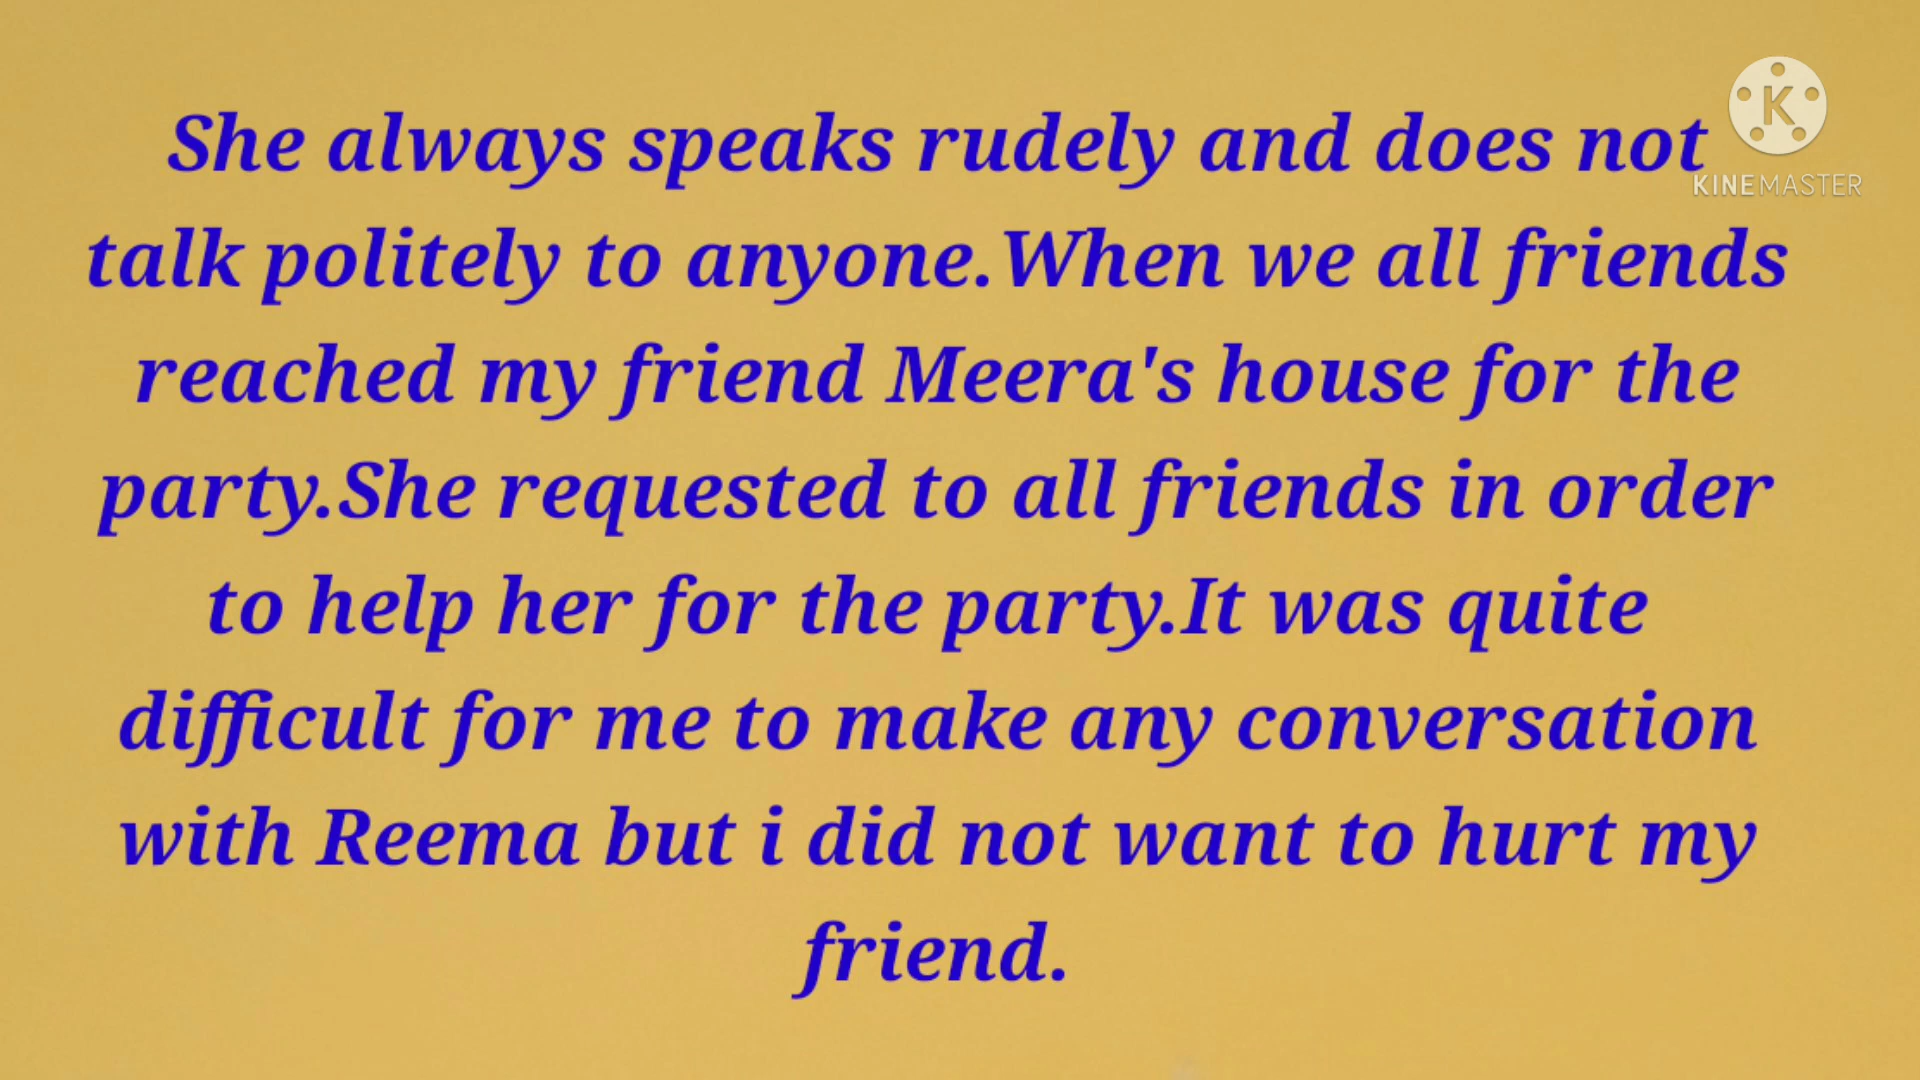 She always speaks rudely and does not
talk politely to anyone.When we all friends
reached my friend Meera's house for the
party.She requested to all friends in order
to help her for the party.It was quite
difficult for me to make any conversation
with Reema but i did not want to hurt my
friend.
K
KINEMASTER